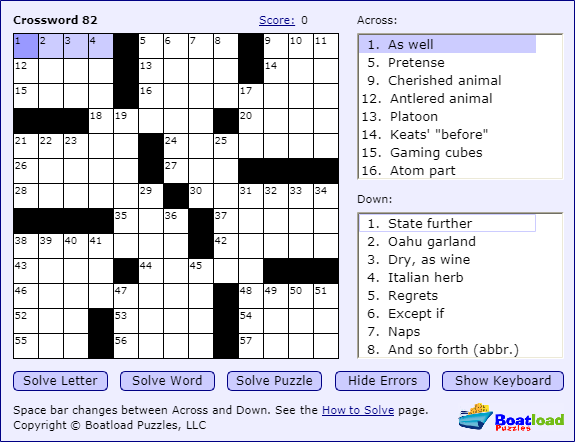 Crossword 82 Score: 0
1 2 3 4 5 6 7 8 9 10 11
12 13 14
15 16 17
18 19 20
21 22 23 24 25
26 27
28 29 30 31 32 33 34
35 36 37
38 39 40 41 42
43 44 45
46 47 48 49 50 51
52 53 54
55 56 57
Across:
1. As well
5. Pretense
9. Cherished animal
12. Antlered animal
13. Platoon
14. Keats' "before"
15. Gaming cubes
16. Atom part
Down:
1. State further
2. Oahu garland
3. Dry, as wine
4. Italian herb
5. Regrets
6. Except if
7. Naps
8. And so forth (abbr.)
Solve Letter Solve Word Solve Puzzle Hide Errors Show Keyboard
Space bar changes between Across and Down. See the How to Solve page.
Copyright © Boatload Puzzles, LLC
Boatload
Puzzles